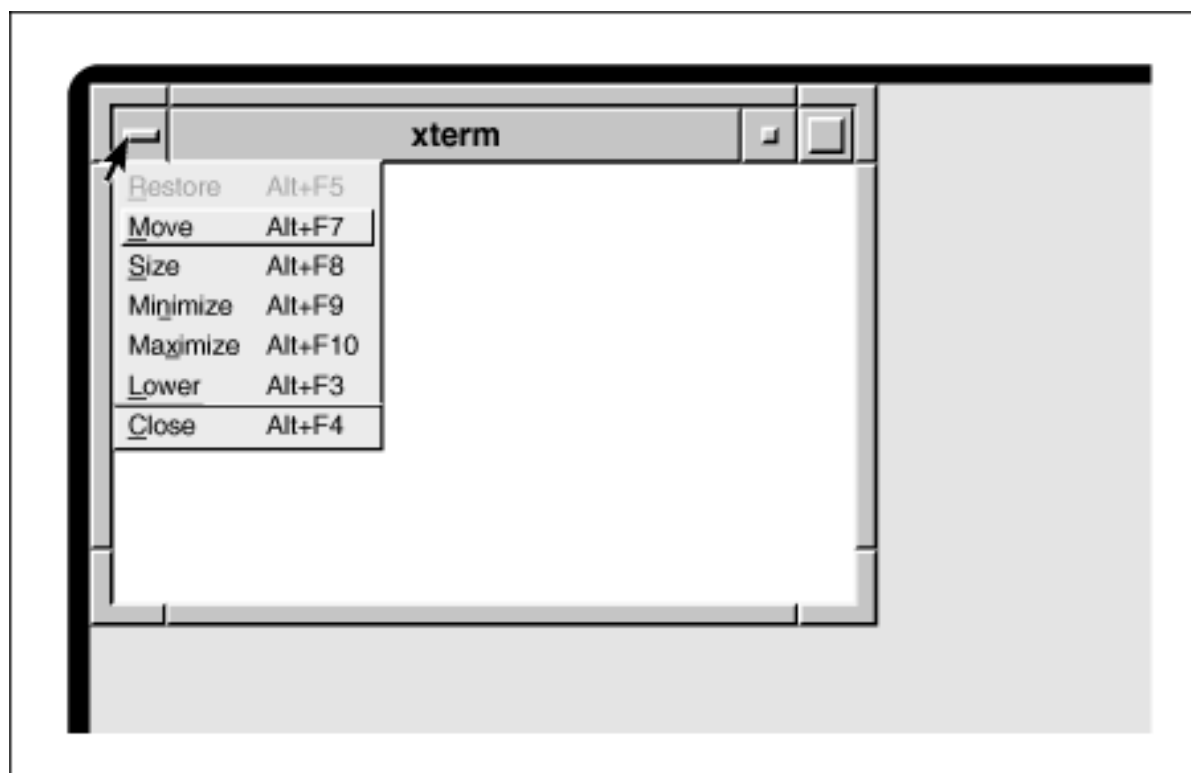 xterm
Restore Alt+F5
Move Alt+F7
Size Alt+F8
Minimize Alt+F9
Maximize Alt+F10
Lower Alt+F3
Close Alt+F4